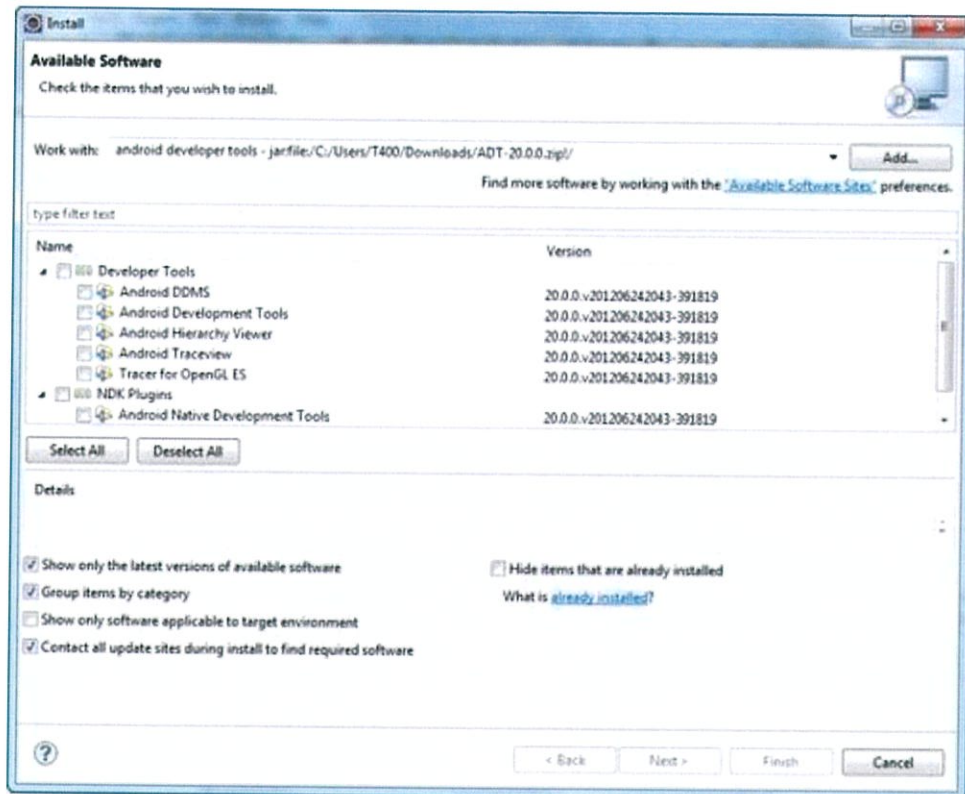 Install
Available Software
Check the items that you wish to install.
Work with: android developer tools - jar:file:/C:/Users/T400/Downloads/ADT-20.0.0.zip!/ Add...
Find more software by working with the "Available Software Sites" preferences.
type filter text
Name Version
Developer Tools
Android DDMS 20.0.0.v201206242043-391819
Android Development Tools 20.0.0.v201206242043-391819
Android Hierarchy Viewer 20.0.0.v201206242043-391819
Android Traceview 20.0.0.v201206242043-391819
Tracer for OpenGL ES 20.0.0.v201206242043-391819
NDK Plugins
Android Native Development Tools 20.0.0.v201206242043-391819
Select All Deselect All
Details
Show only the latest versions of available software Hide items that are already installed
Group items by category What is already installed?
Show only software applicable to target environment
Contact all update sites during install to find required software
? < Back Next > Finish Cancel